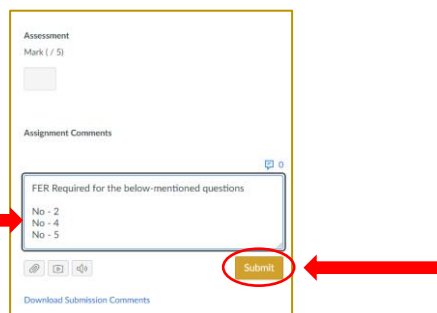 Assessment
Mark ( / 5)
Assignment Comments
0
FER Required for the below-mentioned questions
No - 2
No - 4
No - 5
Submit
Download Submission Comments